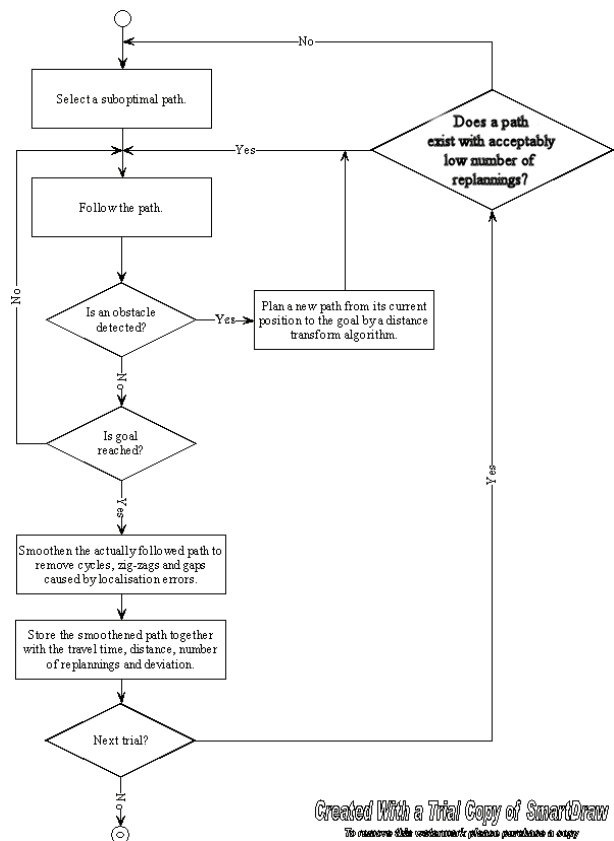 No
Select a suboptimal path.
Does a path
exist with acceptably
low number of
replannings?
Yes
Follow the path.
No
Is an obstacle
detected?
Yes
Plan a new path from its current
position to the goal by a distance
transform algorithm.
No
Is goal
reached?
Yes
Yes
Smoothen the actually followed path to
remove cycles, zig-zags and gaps
caused by localisation errors.
Store the smoothened path together
with the travel time, distance, number
of replannings and deviation.
Next trial?
No
Created With a Trial Copy of SmartDraw
To remove this watermark please purchase a copy